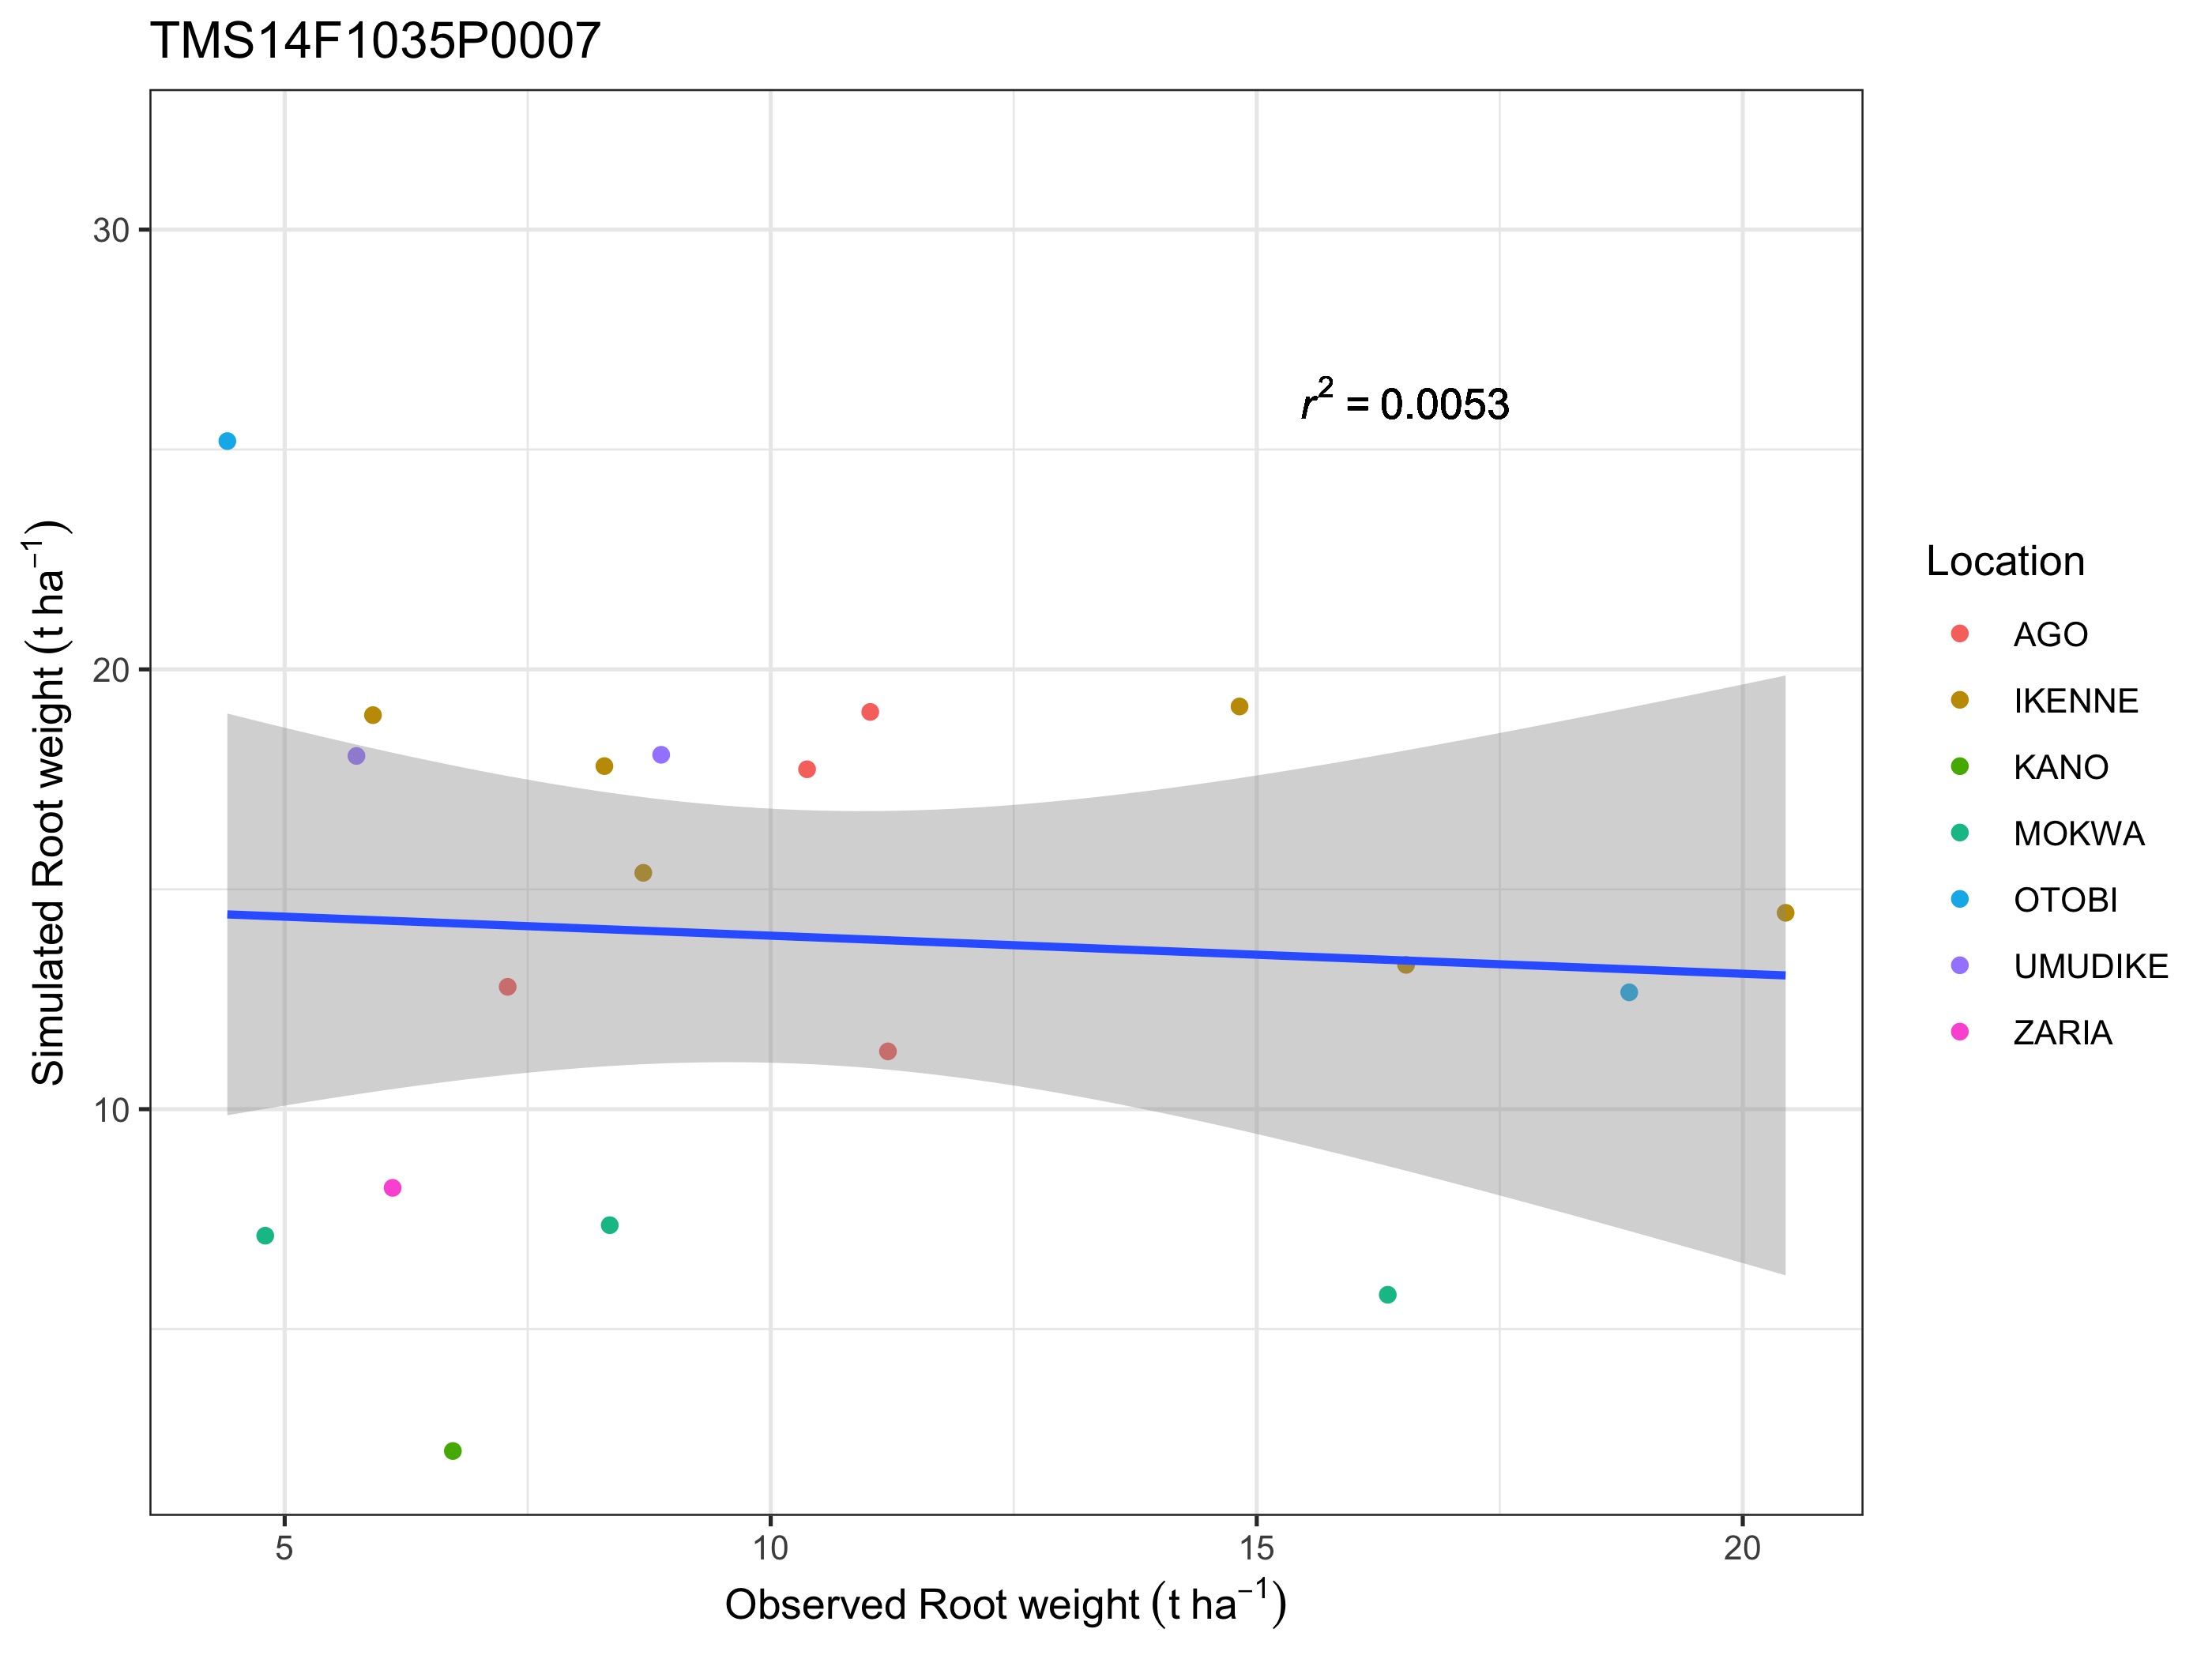 TMS14F1035P0007
r² = 0.0053
30
20
10
Simulated Root weight (t ha⁻¹)
5 10 15 20
Observed Root weight (t ha⁻¹)
Location
AGO
IKENNE
KANO
MOKWA
OTOBI
UMUDIKE
ZARIA